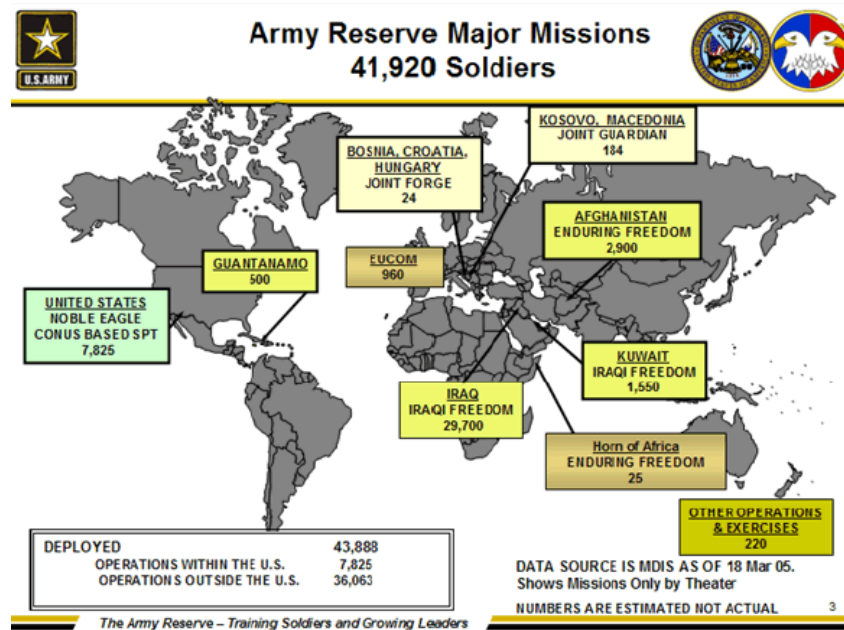 Army Reserve Major Missions
41,920 Soldiers
U.S.ARMY
KOSOVO, MACEDONIA
JOINT GUARDIAN
184
BOSNIA, CROATIA,
HUNGARY
JOINT FORGE
24
AFGHANISTAN
ENDURING FREEDOM
2,900
EUCOM
960
GUANTANAMO
500
UNITED STATES
NOBLE EAGLE
CONUS BASED SPT
7,825
KUWAIT
IRAQI FREEDOM
1,550
IRAQ
IRAQI FREEDOM
29,700
Horn of Africa
ENDURING FREEDOM
25
OTHER OPERATIONS
& EXERCISES
220
DEPLOYED 43,888
OPERATIONS WITHIN THE U.S. 7,825
OPERATIONS OUTSIDE THE U.S. 36,063
DATA SOURCE IS MDIS AS OF 18 Mar 05.
Shows Missions Only by Theater
NUMBERS ARE ESTIMATED NOT ACTUAL 3
The Army Reserve – Training Soldiers and Growing Leaders